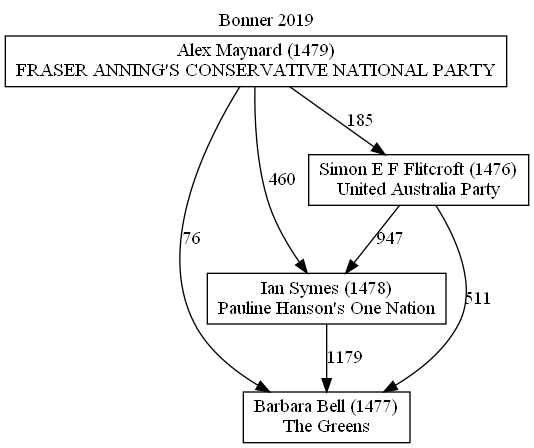 Bonner 2019
Alex Maynard (1479)
FRASER ANNING'S CONSERVATIVE NATIONAL PARTY
185
Simon E F Flitcroft (1476)
United Australia Party
76
460
947
Ian Symes (1478)
Pauline Hanson's One Nation
511
1179
Barbara Bell (1477)
The Greens